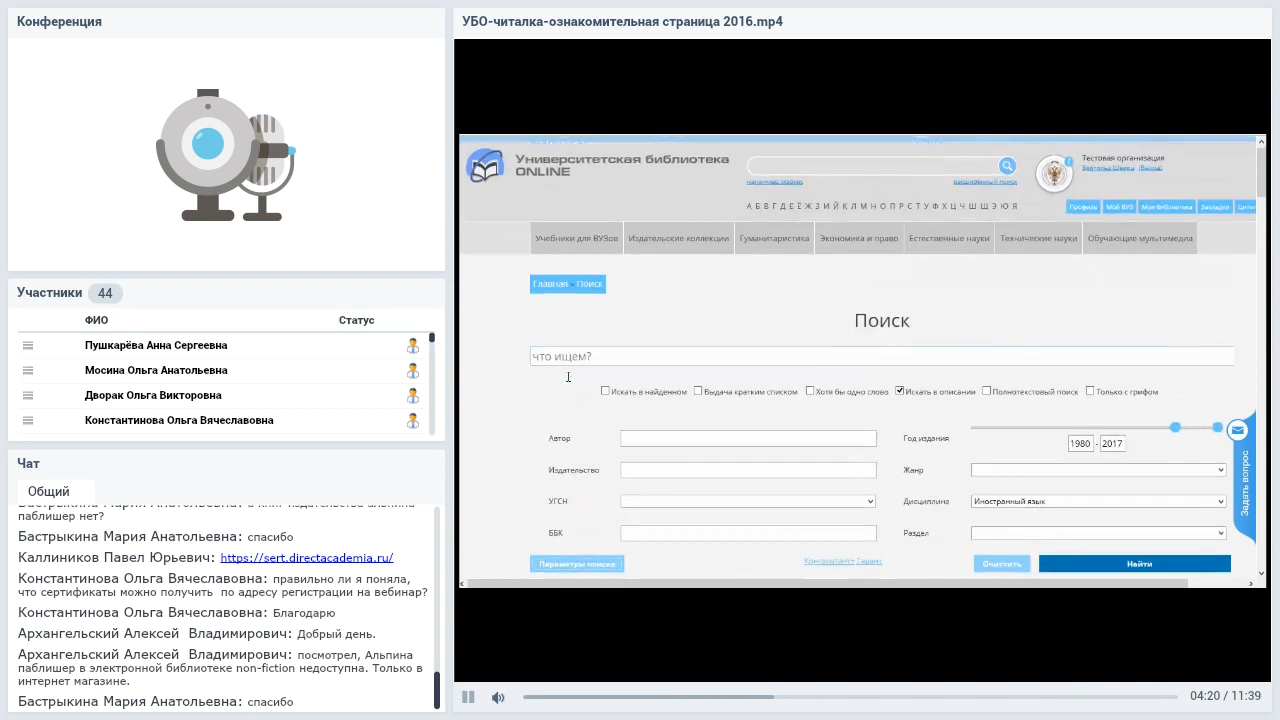 Конференция
Участники 44
ФИО Статус
Пушкарёва Анна Сергеевна
Мосина Ольга Анатольевна
Дворак Ольга Викторовна
Константинова Ольга Вячеславовна
Чат
Общий
паблишер нет?
Бастрыкина Мария Анатольевна: спасибо
Каллиников Павел Юрьевич: https://sert.directacademia.ru/
Константинова Ольга Вячеславовна: правильно ли я поняла,
что сертификаты можно получить по адресу регистрации на вебинар?
Константинова Ольга Вячеславовна: Благодарю
Архангельский Алексей Владимирович: Добрый день.
Архангельский Алексей Владимирович: посмотрел, Альпина
паблишер в электронной библиотеке non-fiction недоступна. Только в
интернет магазине.
Бастрыкина Мария Анатольевна: спасибо
УБО-читалка-ознакомительная страница 2016.mp4
Университетская библиотека
ONLINE
расширенный поиск
Тестовая организация
(Выход)
А Б В Г Д Е Ё Ж З И Й К Л М Н О П Р С Т У Ф Х Ц Ч Ш Щ Э Ю Я
Профиль Мой ВУЗ Моя библиотека Закладки Цитат
Учебники для ВУЗов Издательские коллекции Гуманитаристика Экономика и право Естественные науки Технические науки Обучающие мультимедиа
Главная » Поиск
Поиск
что ищем?
Искать в найденном Выдача кратким списком Хотя бы одно слово Искать в описании Полнотекстовый поиск Только с грифом
Автор Год издания 1980 - 2017
Издательство Жанр
УГСН Дисциплина Иностранный язык
ББК Раздел
Параметры поиска Консультант+ Гарант Очистить Найти
Задать вопрос
04:20 / 11:39